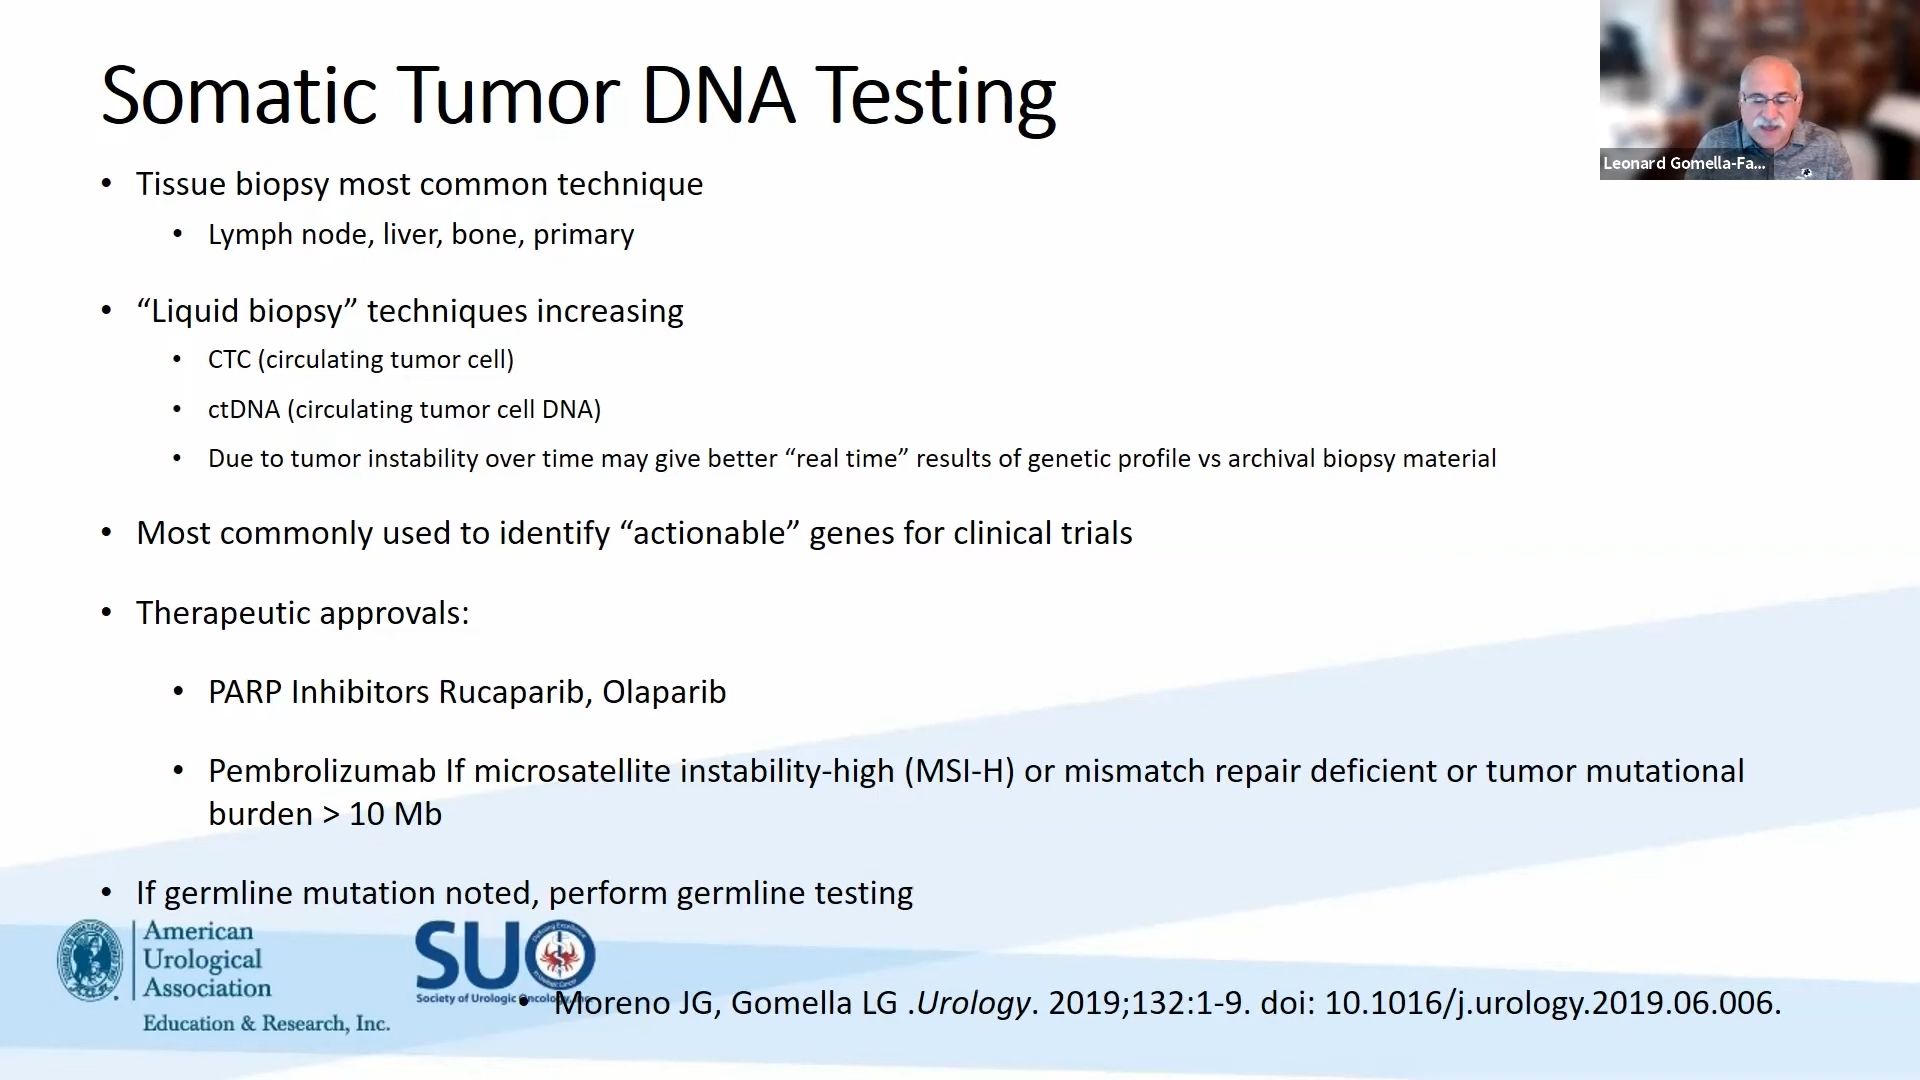 Somatic Tumor DNA Testing
Leonard Gomella-Fa...
• Tissue biopsy most common technique
• Lymph node, liver, bone, primary
• “Liquid biopsy” techniques increasing
• CTC (circulating tumor cell)
• ctDNA (circulating tumor cell DNA)
• Due to tumor instability over time may give better “real time” results of genetic profile vs archival biopsy material
• Most commonly used to identify “actionable” genes for clinical trials
• Therapeutic approvals:
• PARP Inhibitors Rucaparib, Olaparib
• Pembrolizumab If microsatellite instability-high (MSI-H) or mismatch repair deficient or tumor mutational
burden > 10 Mb
• If germline mutation noted, perform germline testing
American
Urological
Association
Education & Research, Inc.
SUO
Society of Urologic Oncology, Inc.
• Moreno JG, Gomella LG .Urology. 2019;132:1-9. doi: 10.1016/j.urology.2019.06.006.